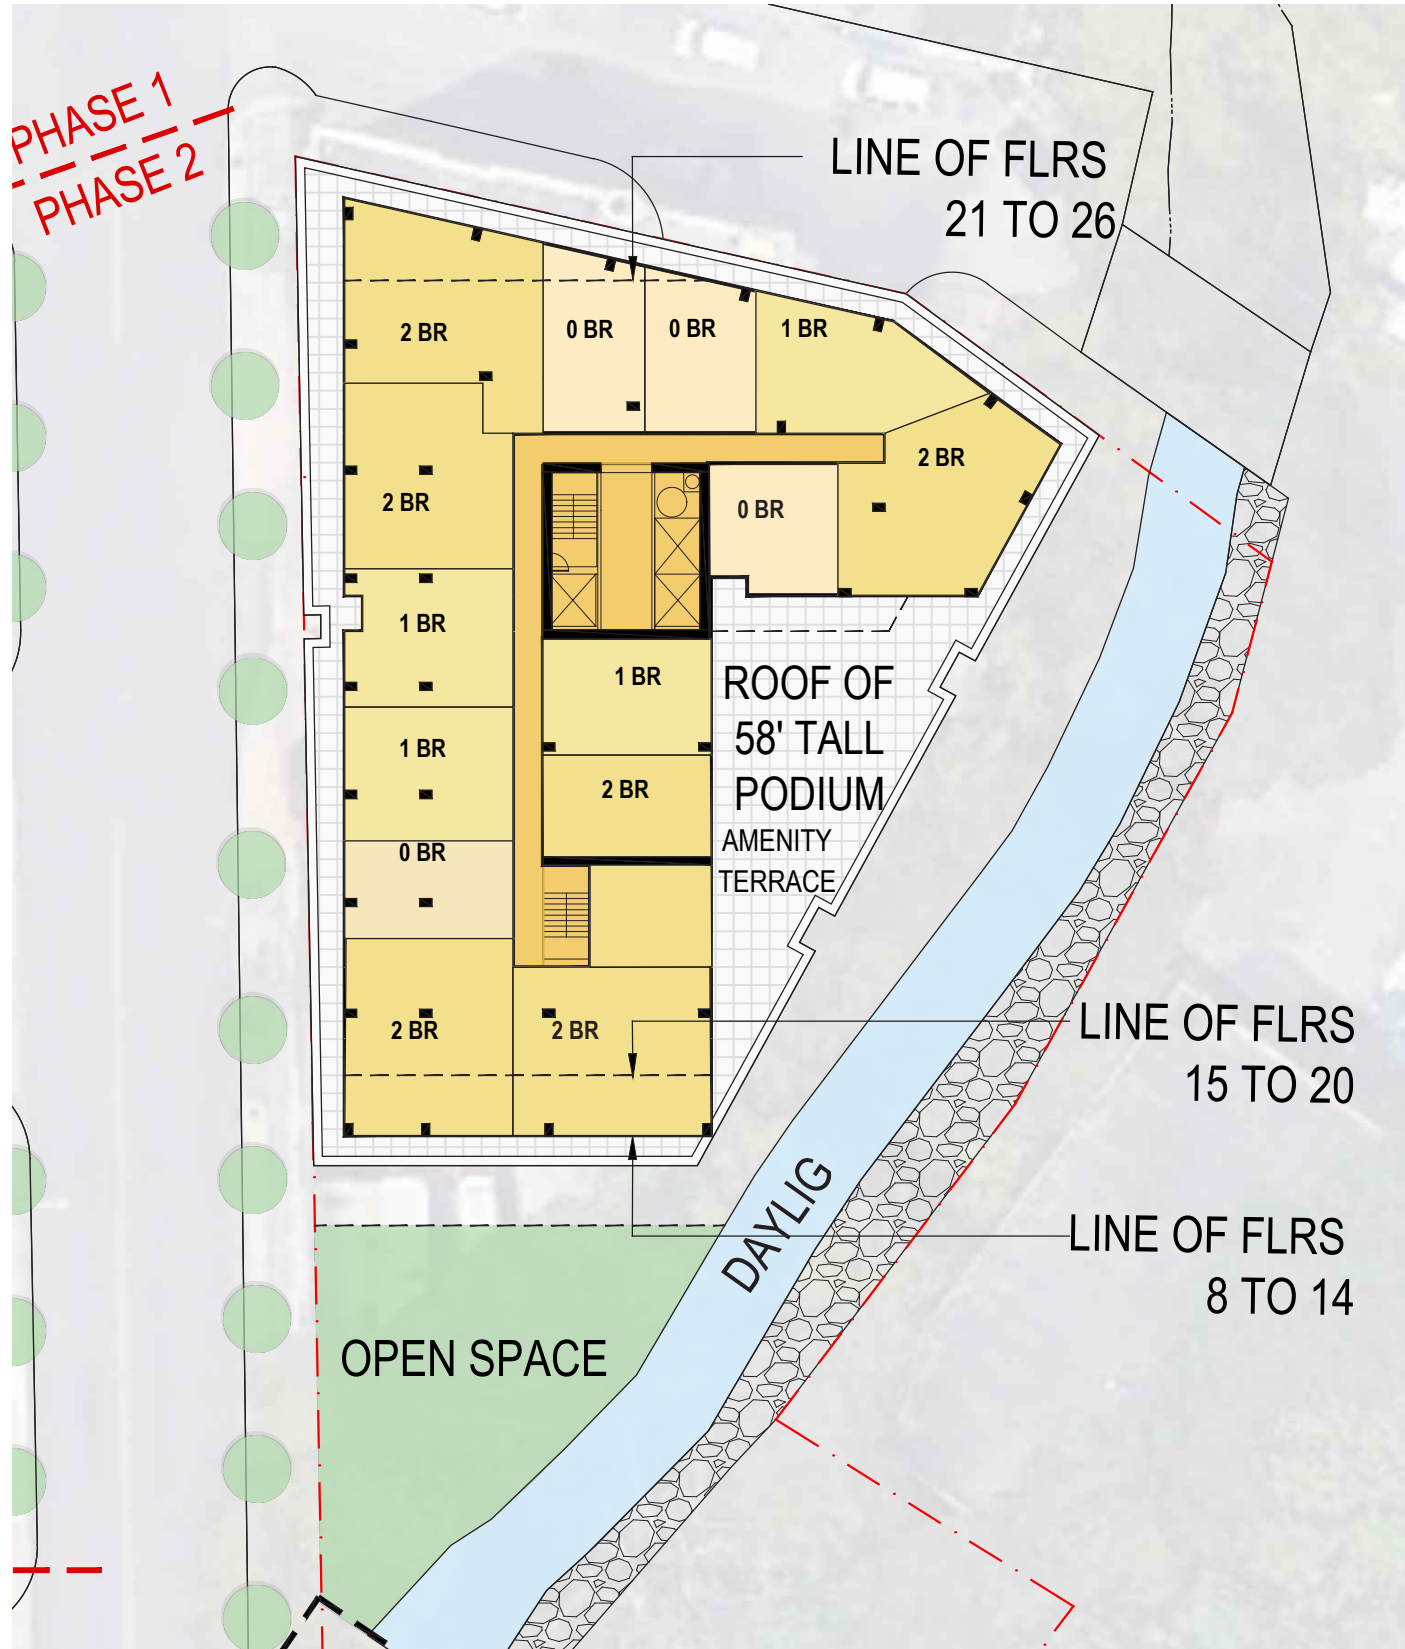 PHASE 1
PHASE 2
LINE OF FLRS
21 TO 26
2 BR
0 BR
0 BR
1 BR
2 BR
2 BR
0 BR
1 BR
1 BR
ROOF OF
58' TALL
PODIUM
AMENITY
TERRACE
1 BR
2 BR
0 BR
2 BR
2 BR
LINE OF FLRS
15 TO 20
DAYLIG
LINE OF FLRS
8 TO 14
OPEN SPACE